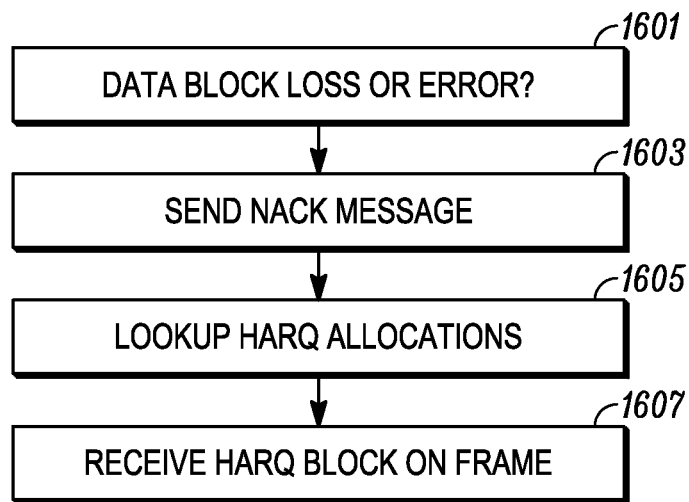 1601
DATA BLOCK LOSS OR ERROR?
1603
SEND NACK MESSAGE
1605
LOOKUP HARQ ALLOCATIONS
1607
RECEIVE HARQ BLOCK ON FRAME